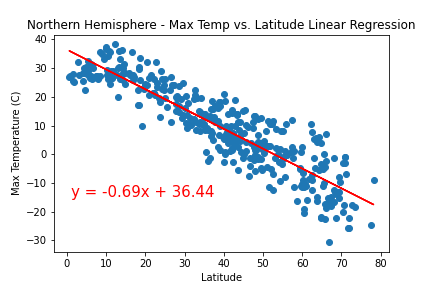 Northern Hemisphere - Max Temp vs. Latitude Linear Regression
40
30
20
10
0
−10
−20
−30
Max Temperature (C)
y = -0.69x + 36.44
0 10 20 30 40 50 60 70 80
Latitude